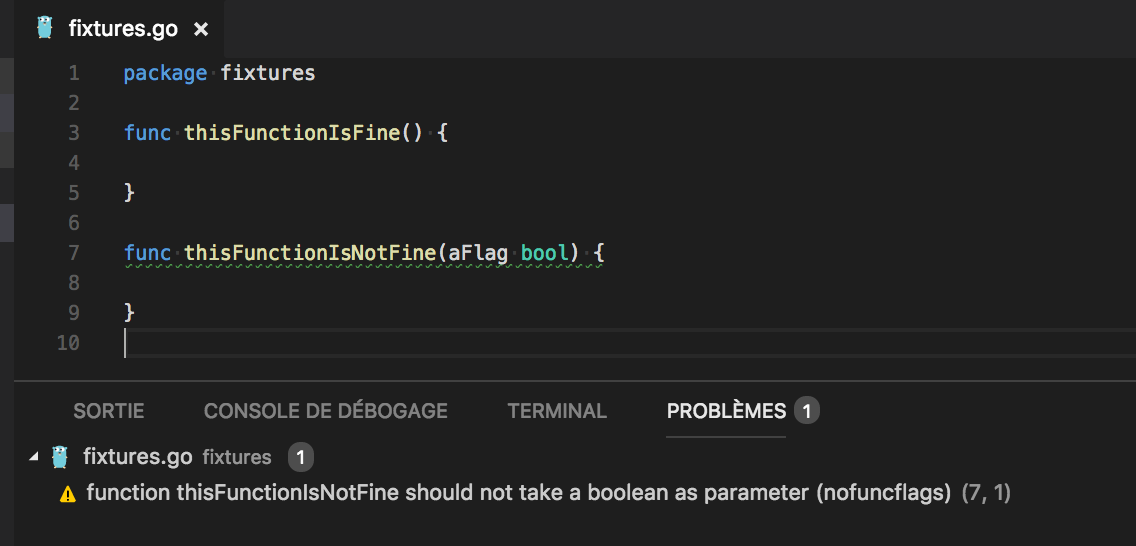 fixtures.go ×
1 package fixtures
2
3 func thisFunctionIsFine() {
4
5 }
6
7 func thisFunctionIsNotFine(aFlag bool) {
8
9 }
10
SORTIE CONSOLE DE DÉBOGAGE TERMINAL PROBLÈMES 1
fixtures.go fixtures 1
function thisFunctionIsNotFine should not take a boolean as parameter (nofuncflags) (7, 1)